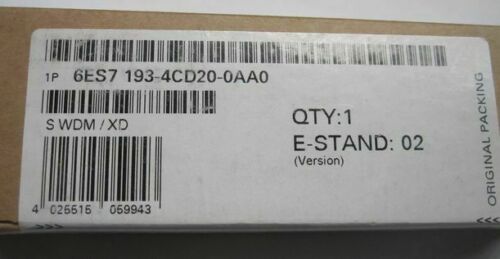 1P 6ES7 193-4CD20-0AA0
S WDM / XD
QTY:1
E-STAND: 02
(Version)
4 025515 059943
ORIGINAL PACKING